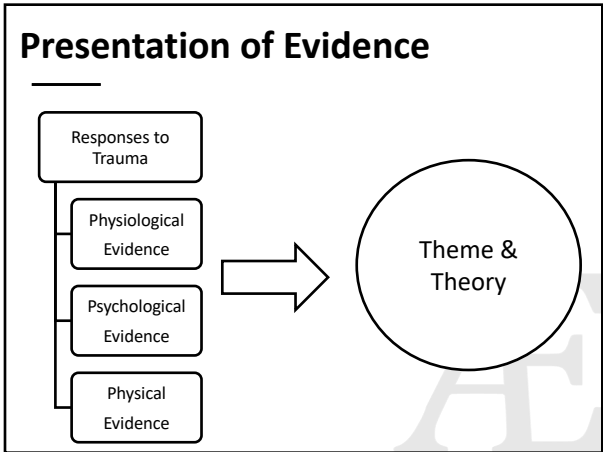 Presentation of Evidence
Responses to
Trauma
Physiological
Evidence
Psychological
Evidence
Physical
Evidence
Theme &
Theory
Æ